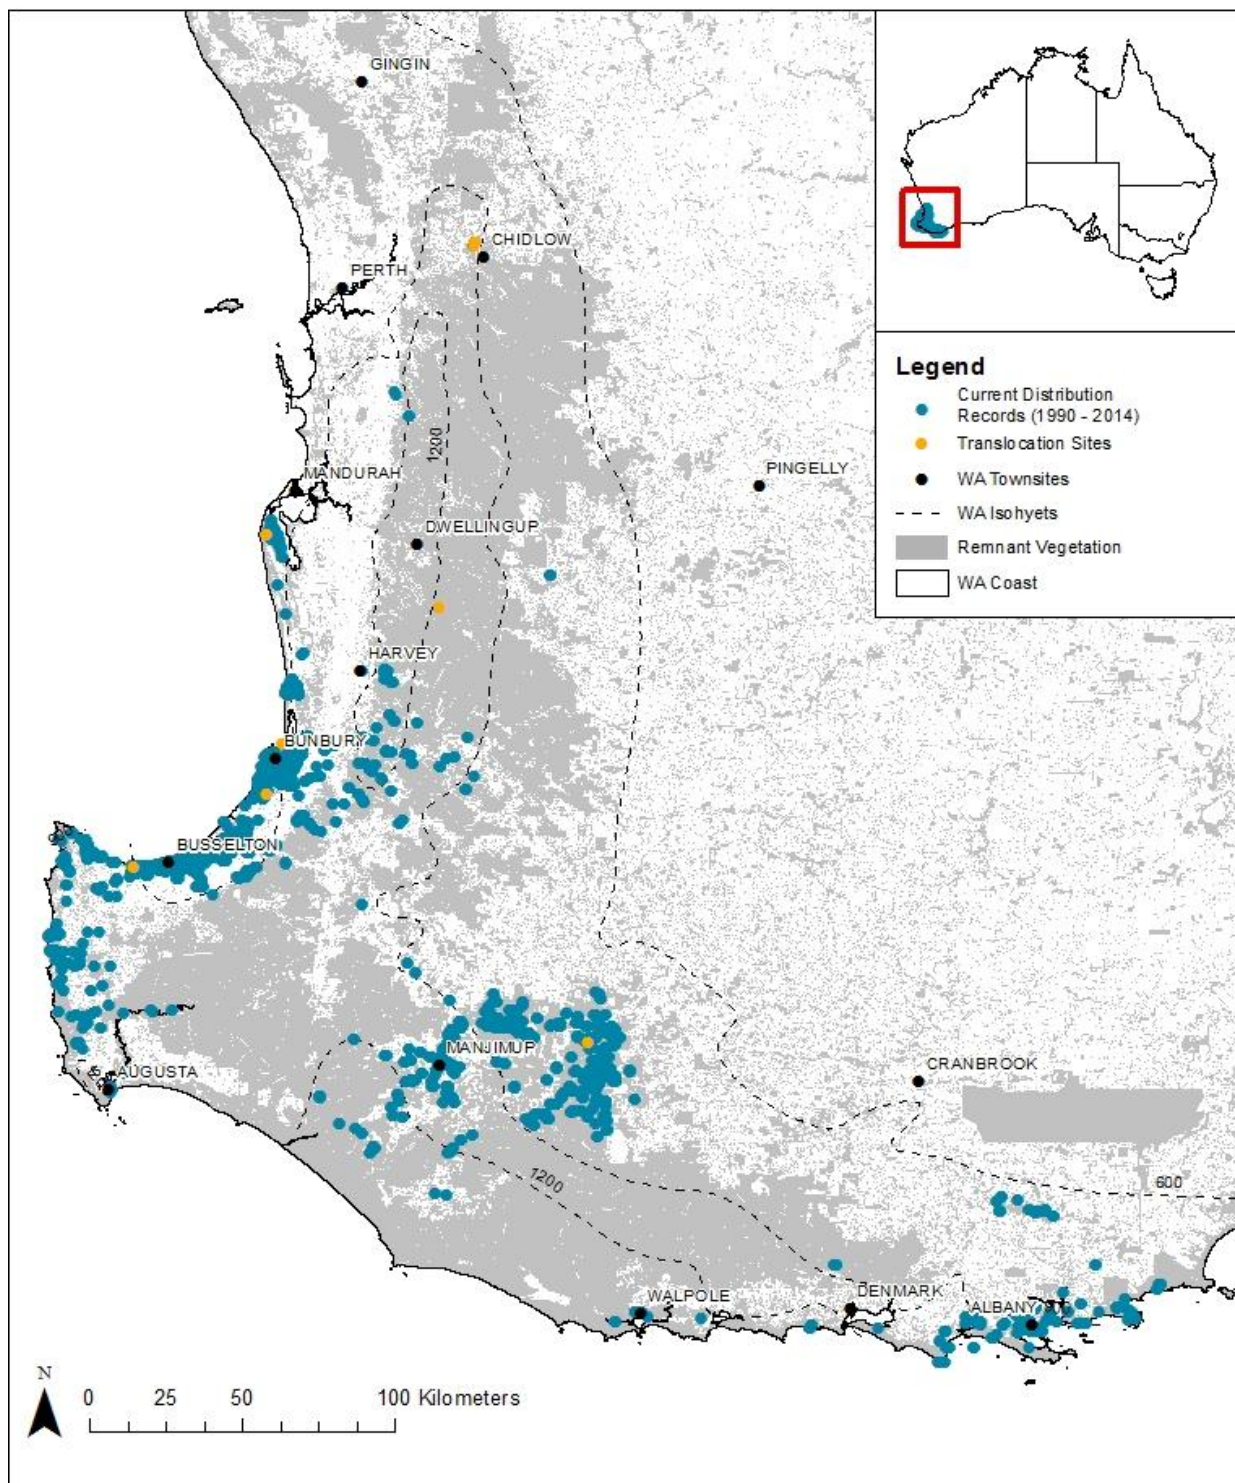 GINGIN
CHIDLOW
PERTH
1200
MANDURAH
PINGELLY
DWELLINGUP
HARVEY
BUNBURY
BUSSELTON
MANJIMUP
AUGUSTA
CRANBROOK
1200
600
WALPOLE
DENMARK
ALBANY
Legend
Current Distribution
Records (1990 - 2014)
Translocation Sites
WA Townsites
WA Isohyets
Remnant Vegetation
WA Coast
N
0 25 50 100 Kilometers